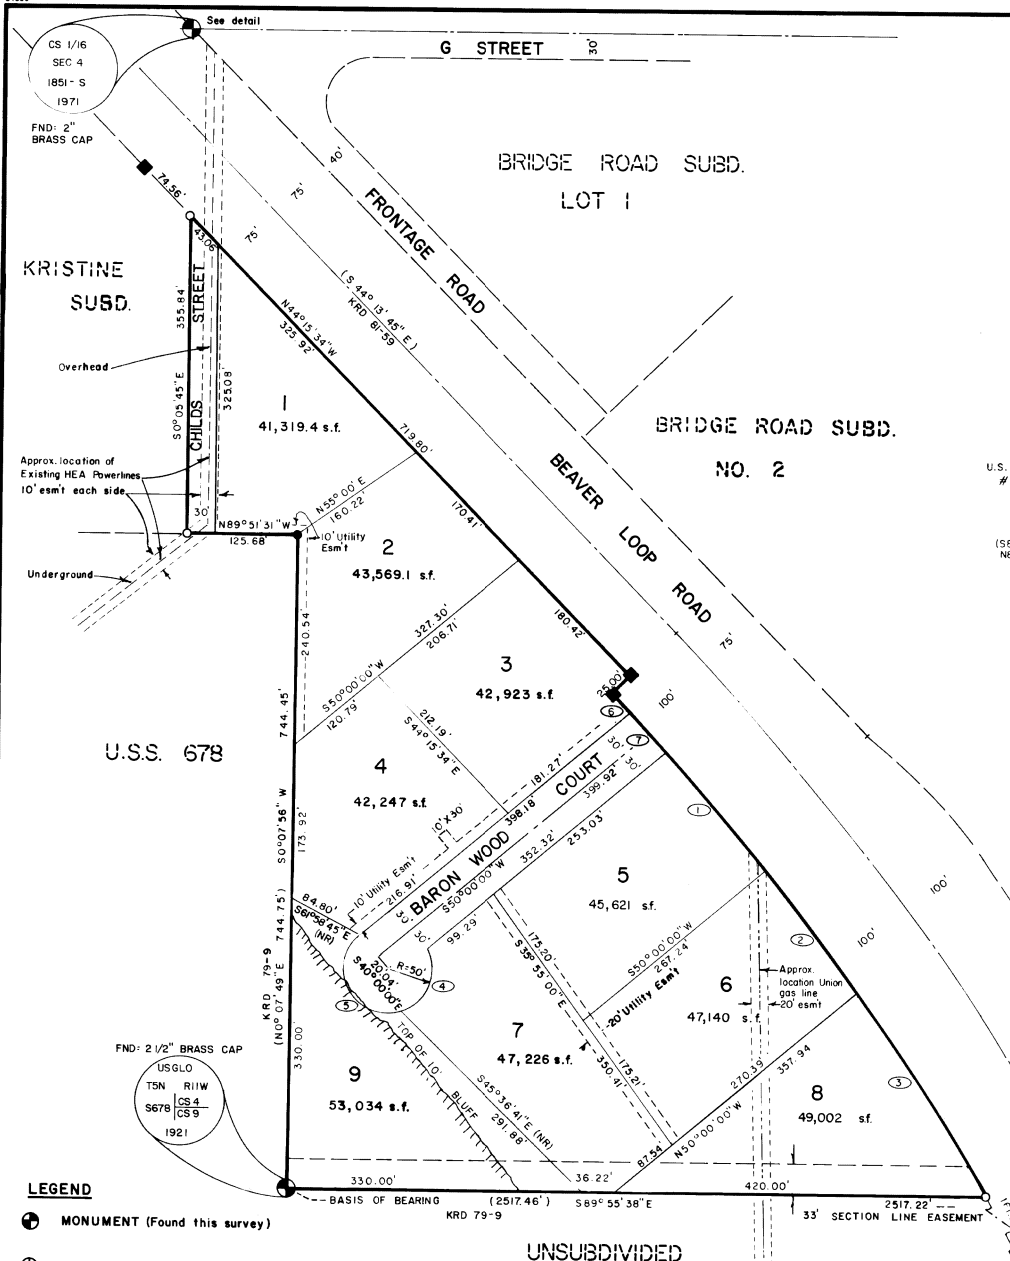 See detail
G STREET 30'
CS 1/16
SEC 4
1851-S
1971
FND: 2"
BRASS CAP
74.56'
40'
75'
75'
FRONTAGE ROAD
BRIDGE ROAD SUBD.
LOT 1
43.06
KRISTINE
SUBD.
355.84'
S0°05'45"E
CHILDS STREET
325.08'
N44°15'34"W
325.92'
(S 44° 13' 45" E)
KRD 81-59
Overhead
1
41,319.4 s.f.
719.80'
BRIDGE ROAD SUBD.
NO. 2
BEAVER LOOP ROAD
Approx. location of
Existing HEA Powerlines
10' esm't each side
30'
N55°00'E
160.22'
170.41'
U.S.
#
N89°51'31"W
125.68'
10' Utility
Esm't
2
43,569.1 s.f.
Underground
240.54'
327.30'
206.71'
180.42'
75'
S50°00'00"W
120.79'
3
42,923 s.f.
25.00'
100'
6
7
744.45'
212.19'
S44°15'34"E
U.S.S. 678
4
42,247 s.f.
181.27'
398.18'
10'X30'
BARON WOOD COURT
30'
30'
399.92'
352.32'
253.03'
S50°00'00"W
1
S0°07'56"W
173.92'
10' Utility Esm't
216.91'
30'
30'
5
45,621 s.f.
100'
100'
2
84.80'
S61°58'45"E
(NR)
99.29'
S40°00'00"E
20.04'
R=50'
4
5
175.20'
S35°55'00"E
S50°00'00"W
267.24'
20' Utility Esm't
6
47,140 s.f.
Approx.
location Union
gas line
20' esm't
KRD 79-9
(N0°07'49"E 744.75')
330.00'
TOP OF 10' BLUFF
7
47,226 s.f.
175.21'
350.41'
270.39'
357.94
3
FND: 2 1/2" BRASS CAP
USGLO
T5N R11W
S678 CS4
CS9
1921
9
53,034 s.f.
S45°36'41"E (NR)
291.88'
8
49,002 s.f.
87.54'
N50°00'00"W
330.00'
36.22'
420.00'
BASIS OF BEARING (2517.46') S89°55'38"E 2517.22'
KRD 79-9
33' SECTION LINE EASEMENT
LEGEND
MONUMENT (Found this survey)
UNSUBDIVIDED